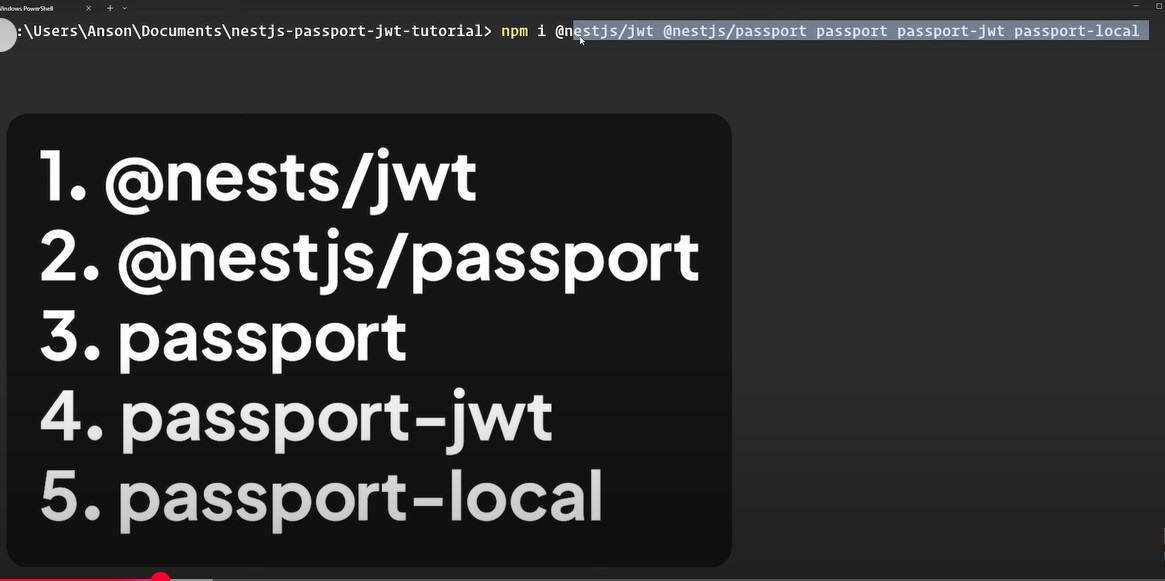 Windows PowerShell
:\Users\Anson\Documents\nestjs-passport-jwt-tutorial> npm i @nestjs/jwt @nestjs/passport passport passport-jwt passport-local
1. @nests/jwt
2. @nestjs/passport
3. passport
4. passport-jwt
5. passport-local